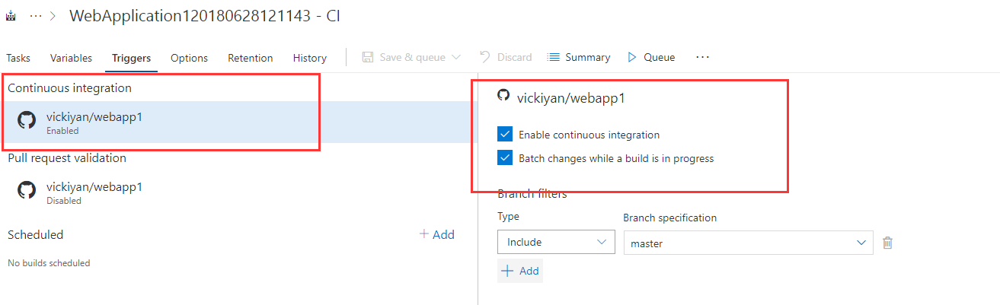 ··· > WebApplication120180628121143 - CI
Tasks Variables Triggers Options Retention History Save & queue Discard Summary Queue ···
Continuous integration
vickiyan/webapp1
Enabled
Pull request validation
vickiyan/webapp1
Disabled
Scheduled + Add
No builds scheduled
vickiyan/webapp1
Enable continuous integration
Batch changes while a build is in progress
Branch filters
Type Branch specification
Include master
+ Add